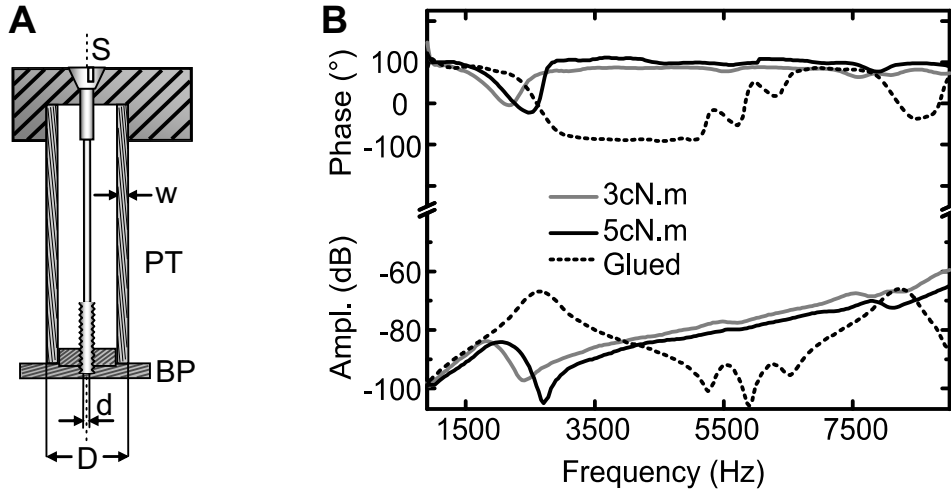 A
S
w
PT
BP
d
D
B
Phase (°)
100
0
-100
3cN.m
5cN.m
Glued
Ampl. (dB)
-60
-80
-100
1500 3500 5500 7500
Frequency (Hz)